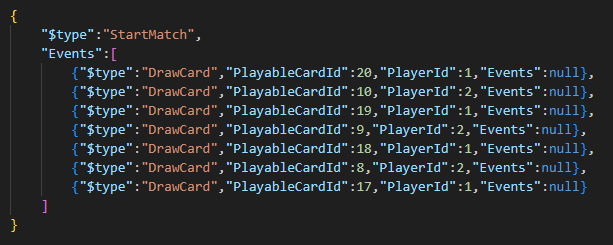 {
"$type":"StartMatch",
"Events":[
{"$type":"DrawCard","PlayableCardId":20,"PlayerId":1,"Events":null},
{"$type":"DrawCard","PlayableCardId":10,"PlayerId":2,"Events":null},
{"$type":"DrawCard","PlayableCardId":19,"PlayerId":1,"Events":null},
{"$type":"DrawCard","PlayableCardId":9,"PlayerId":2,"Events":null},
{"$type":"DrawCard","PlayableCardId":18,"PlayerId":1,"Events":null},
{"$type":"DrawCard","PlayableCardId":8,"PlayerId":2,"Events":null},
{"$type":"DrawCard","PlayableCardId":17,"PlayerId":1,"Events":null}
]
}